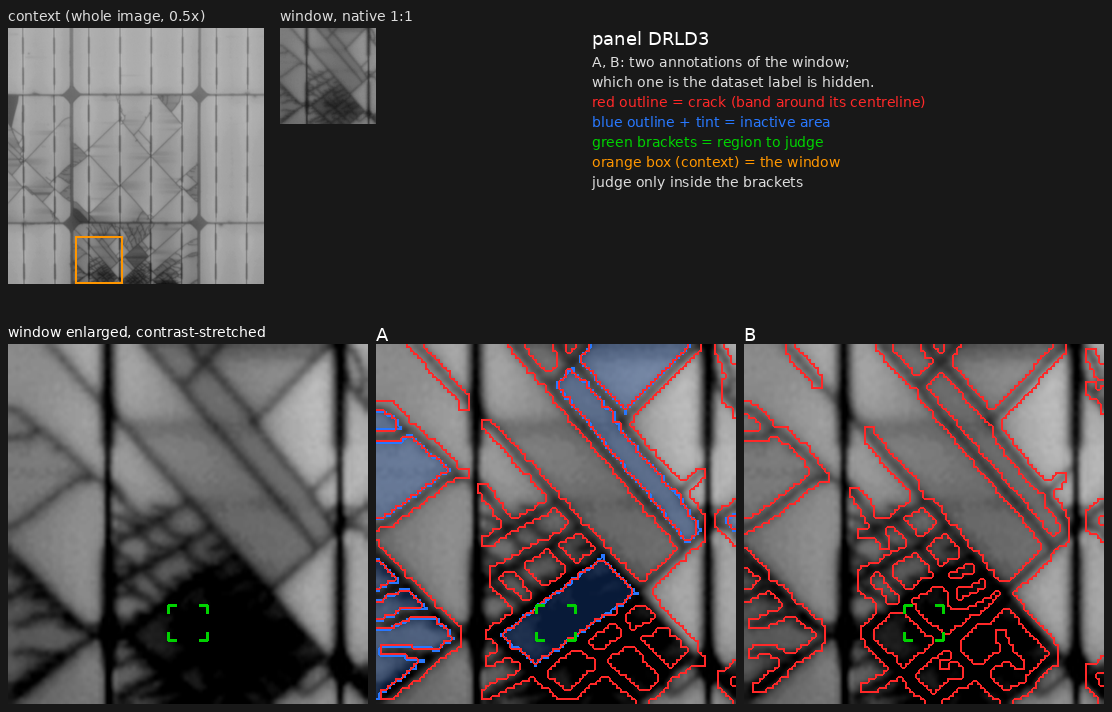 context (whole image, 0.5x)
window, native 1:1
panel DRLD3
A, B: two annotations of the window;
which one is the dataset label is hidden.
red outline = crack (band around its centreline)
blue outline + tint = inactive area
green brackets = region to judge
orange box (context) = the window
judge only inside the brackets
window enlarged, contrast-stretched
A
B